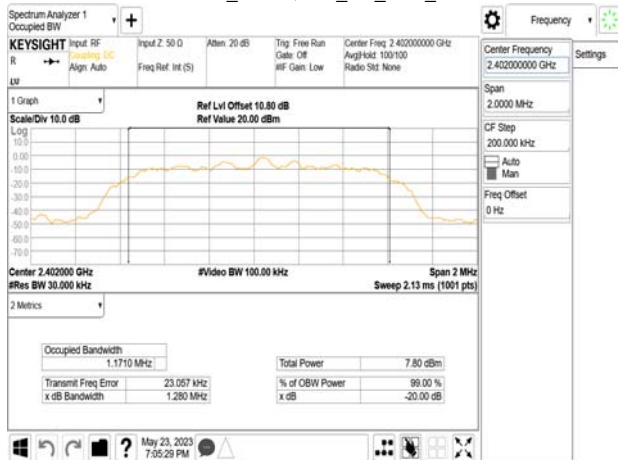 Spectrum Analyzer 1
Occupied BW
Frequency
KEYSIGHT Input: RF
R Coupling: DC
Align: Auto
LU
Input Z: 50 Ω
Freq Ref: Int (S)
Atten: 20 dB
Trig: Free Run
Gate: Off
#IF Gain: Low
Center Freq: 2.402000000 GHz
Avg|Hold: 100/100
Radio Std: None
Center Frequency
2.402000000 GHz
Settings
Span
2.0000 MHz
CF Step
200.000 kHz
Auto
Man
Freq Offset
0 Hz
1 Graph
Scale/Div 10.0 dB
Ref Lvl Offset 10.80 dB
Ref Value 20.00 dBm
Log
10.0
0.00
-10.0
-20.0
-30.0
-40.0
-50.0
-60.0
-70.0
Center 2.402000 GHz
#Res BW 30.000 kHz
#Video BW 100.00 kHz
Span 2 MHz
Sweep 2.13 ms (1001 pts)
2 Metrics
Occupied Bandwidth
1.1710 MHz
Transmit Freq Error 23.057 kHz
x dB Bandwidth 1.280 MHz
Total Power 7.80 dBm
% of OBW Power 99.00 %
x dB -20.00 dB
May 23, 2023
7:05:29 PM